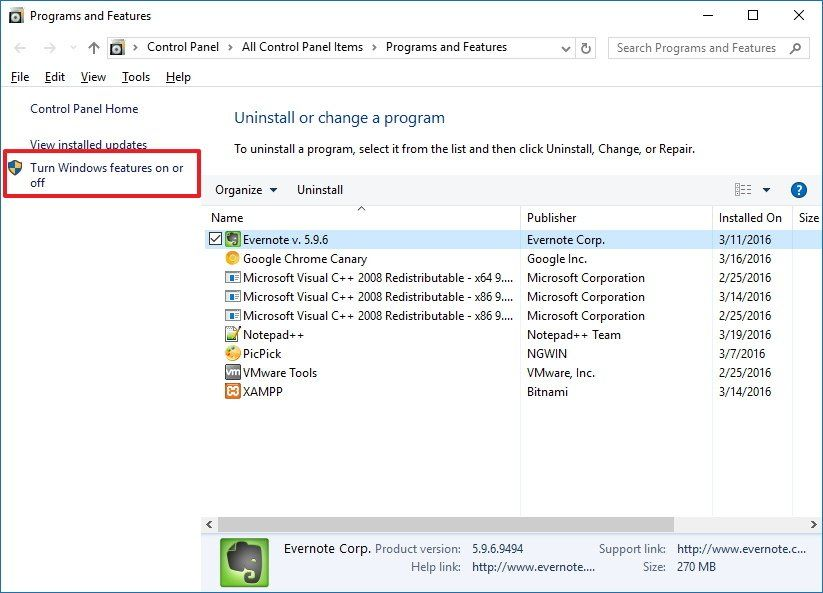 Programs and Features
Control Panel > All Control Panel Items > Programs and Features
Search Programs and Features
File Edit View Tools Help
Control Panel Home
View installed updates
Turn Windows features on or
off
Uninstall or change a program
To uninstall a program, select it from the list and then click Uninstall, Change, or Repair.
Organize Uninstall
Name Publisher Installed On Size
Evernote v. 5.9.6 Evernote Corp. 3/11/2016
Google Chrome Canary Google Inc. 3/16/2016
Microsoft Visual C++ 2008 Redistributable - x64 9.... Microsoft Corporation 2/25/2016
Microsoft Visual C++ 2008 Redistributable - x86 9.... Microsoft Corporation 3/14/2016
Microsoft Visual C++ 2008 Redistributable - x86 9.... Microsoft Corporation 2/25/2016
Notepad++ Notepad++ Team 3/19/2016
PicPick NGWIN 3/7/2016
vm VMware Tools VMware, Inc. 2/25/2016
XAMPP Bitnami 3/14/2016
Evernote Corp. Product version: 5.9.6.9494 Support link: http://www.evernote.c...
Help link: http://www.evernote.... Size: 270 MB